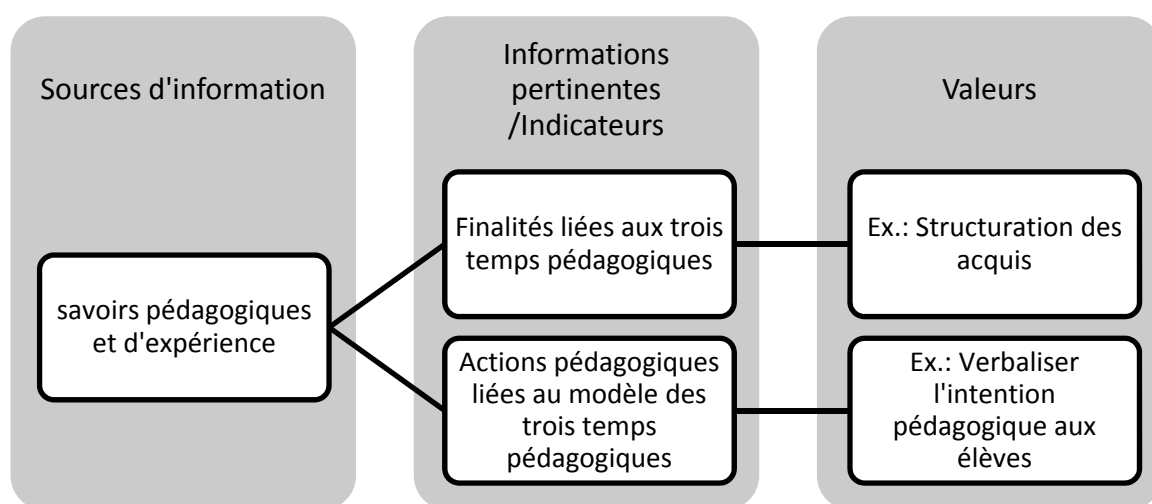 Sources d'information
Informations
pertinentes
/Indicateurs
Valeurs
savoirs pédagogiques
et d'expérience
Finalités liées aux trois
temps pédagogiques
Ex.: Structuration des
acquis
Actions pédagogiques
liées au modèle des
trois temps
pédagogiques
Ex.: Verbaliser
l'intention
pédagogique aux
élèves